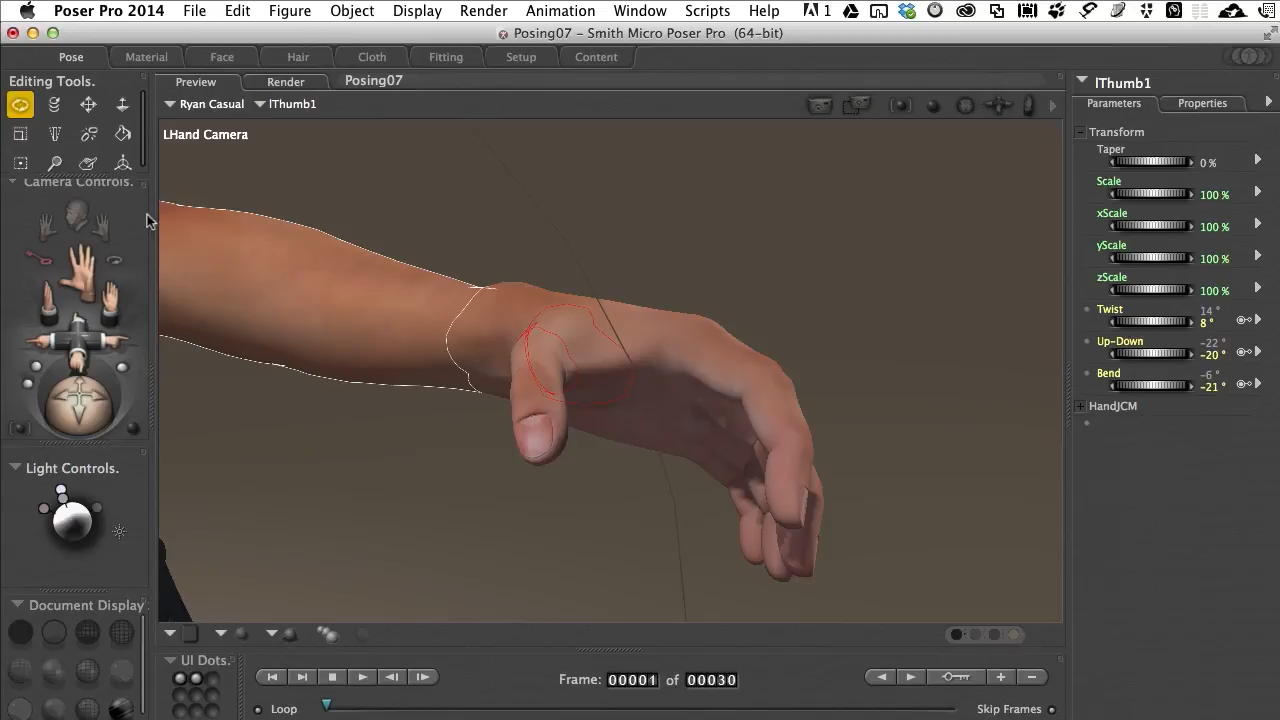 Poser Pro 2014 File Edit Figure Object Display Render Animation Window Scripts Help 1
Posing07 – Smith Micro Poser Pro (64-bit)
Pose Material Face Hair Cloth Fitting Setup Content
Editing Tools.
Preview Render Posing07
Ryan Casual lThumb1
LHand Camera
Camera Controls.
Light Controls.
Document Display
UI Dots.
Frame: 00001 of 00030
Loop
Skip Frames
lThumb1
Parameters Properties
Transform
Taper
0 %
Scale
100 %
xScale
100 %
yScale
100 %
zScale
100 %
Twist
14 °
8 °
Up-Down
-22 °
-20 °
Bend
-6 °
-21 °
HandJCM